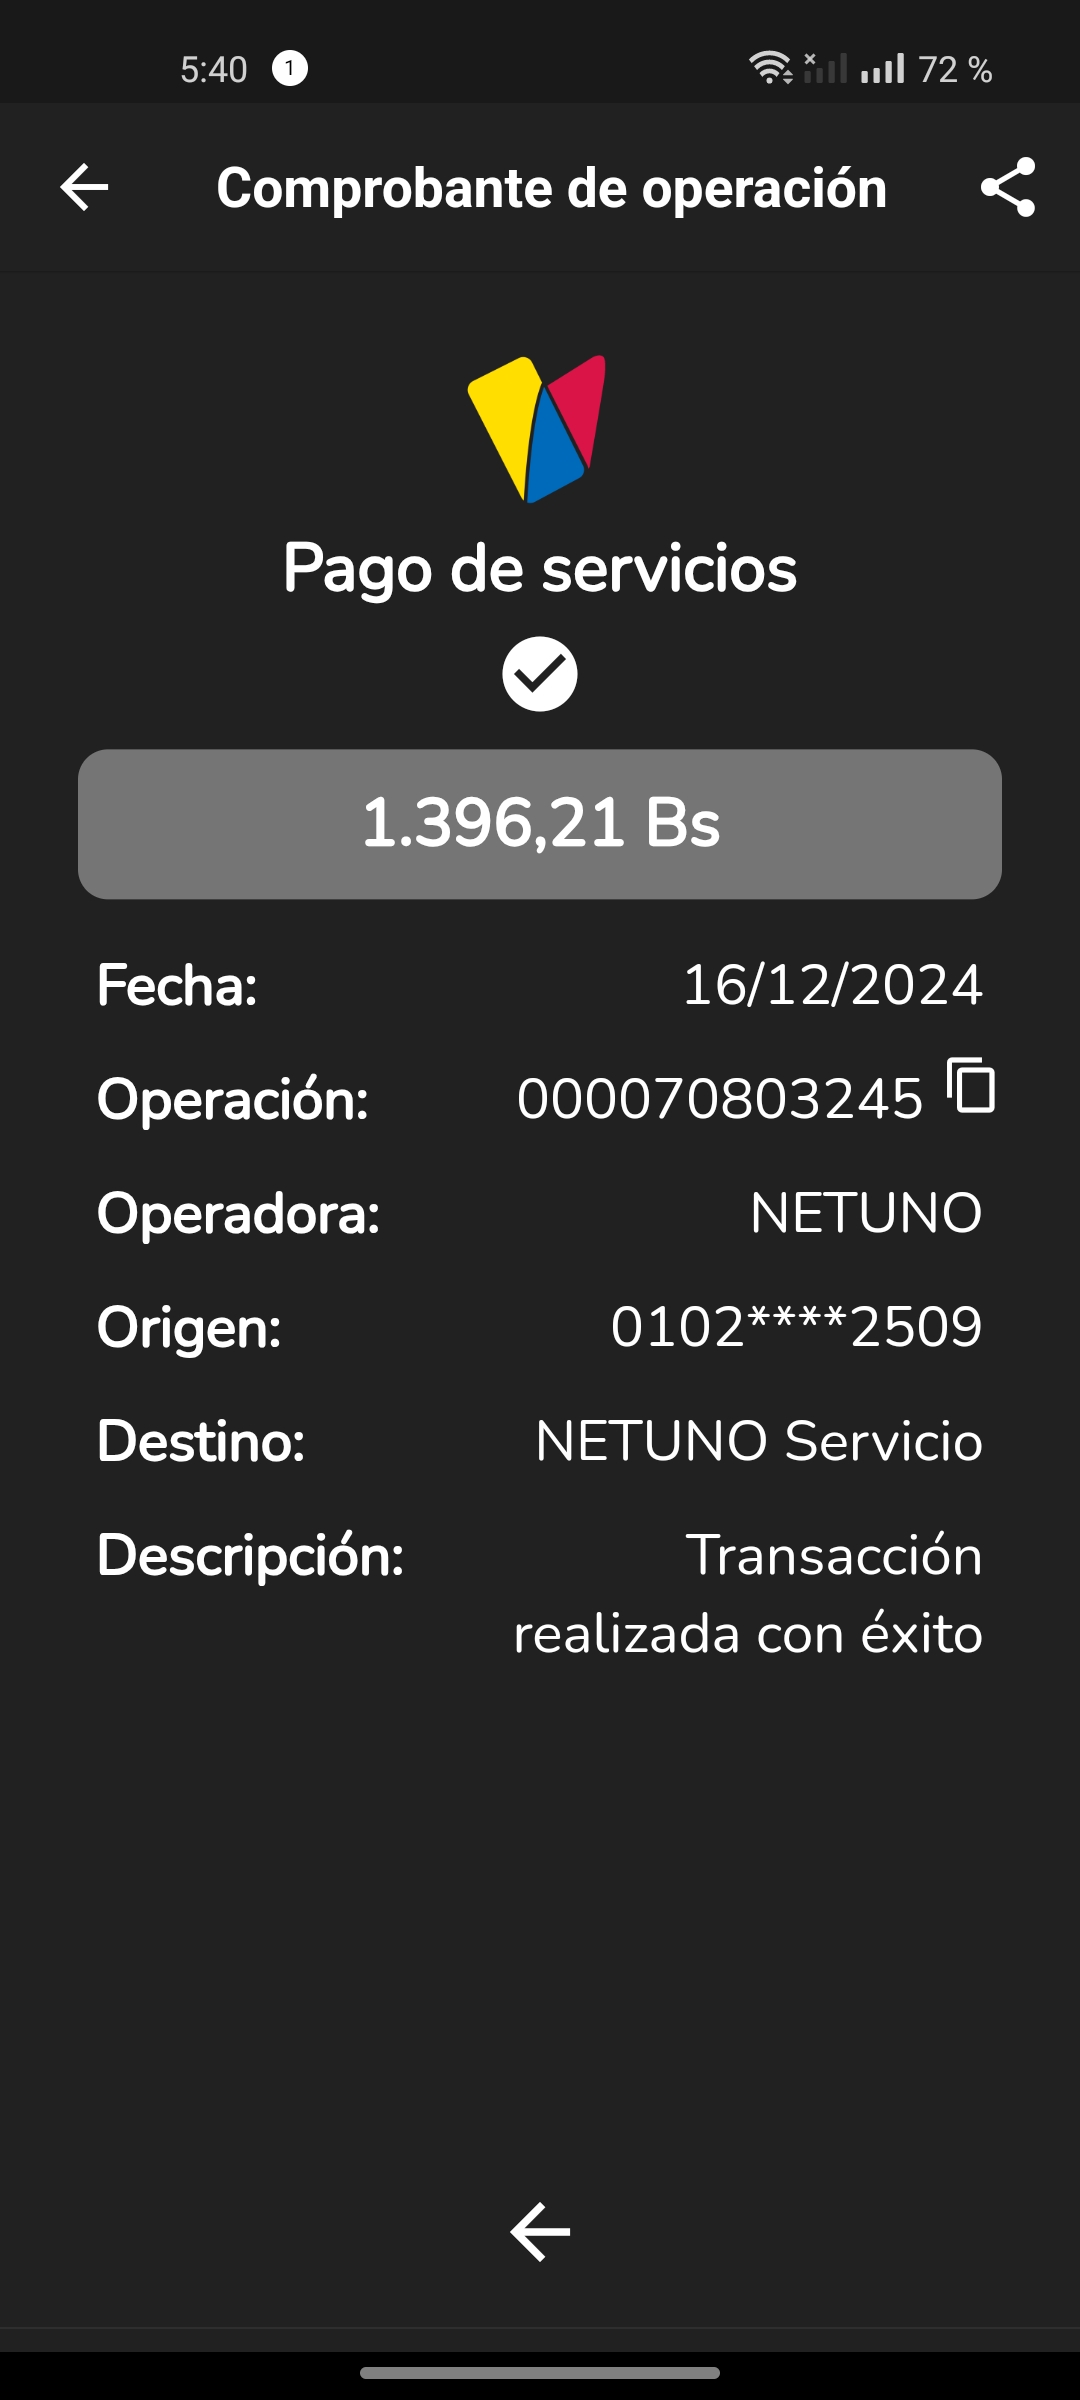 5:40 1 72 %
Comprobante de operación
Pago de servicios
1.396,21 Bs
Fecha: 16/12/2024
Operación: 000070803245
Operadora: NETUNO
Origen: 0102****2509
Destino: NETUNO Servicio
Descripción: Transacción
realizada con éxito